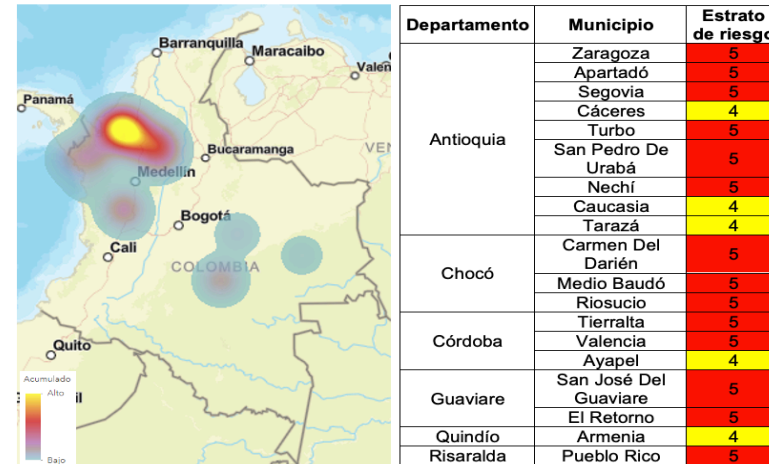 Barranquilla
Maracaibo
Valen
Panamá
Bucaramanga
VEN
Medellín
Bogotá
Cali
COLOMBIA
Quito
Acumulado
Alto
il
Bajo
Departamento Municipio Estrato de riesgo
Antioquia Zaragoza 5
Apartadó 5
Segovia 5
Cáceres 4
Turbo 5
San Pedro De Urabá 5
Nechí 5
Caucasia 4
Tarazá 4
Chocó Carmen Del Darién 5
Medio Baudó 5
Riosucio 5
Córdoba Tierralta 5
Valencia 5
Ayapel 4
Guaviare San José Del Guaviare 5
El Retorno 5
Quindío Armenia 4
Risaralda Pueblo Rico 5